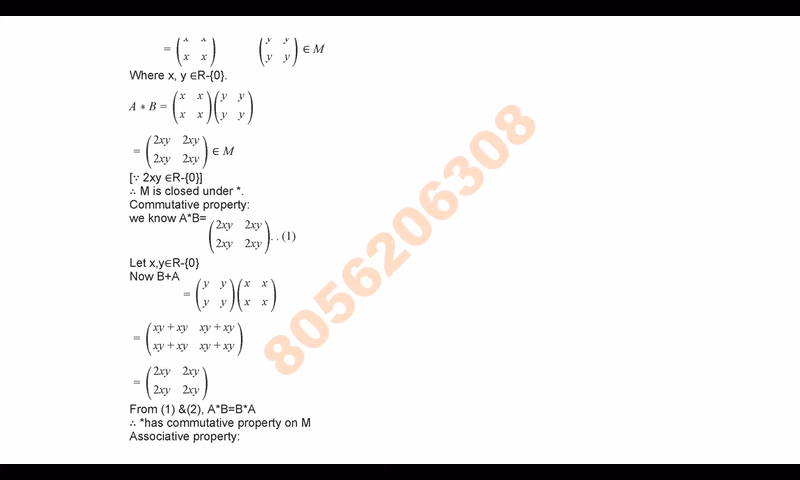 = ( x x
x x ) ( y y
y y ) ∈ M
Where x, y ∈R-{0}.
A ∗ B = ( x x
x x ) ( y y
y y )
= ( 2xy 2xy
2xy 2xy ) ∈ M
[∵ 2xy ∈R-{0}]
∴ M is closed under *.
Commutative property:
we know A*B=
( 2xy 2xy
2xy 2xy ) . . (1)
Let x,y∈R-{0}
Now B+A
= ( y y
y y ) ( x x
x x )
= ( xy + xy xy + xy
xy + xy xy + xy )
= ( 2xy 2xy
2xy 2xy )
From (1) &(2), A*B=B*A
∴ *has commutative property on M
Associative property:
8056206308